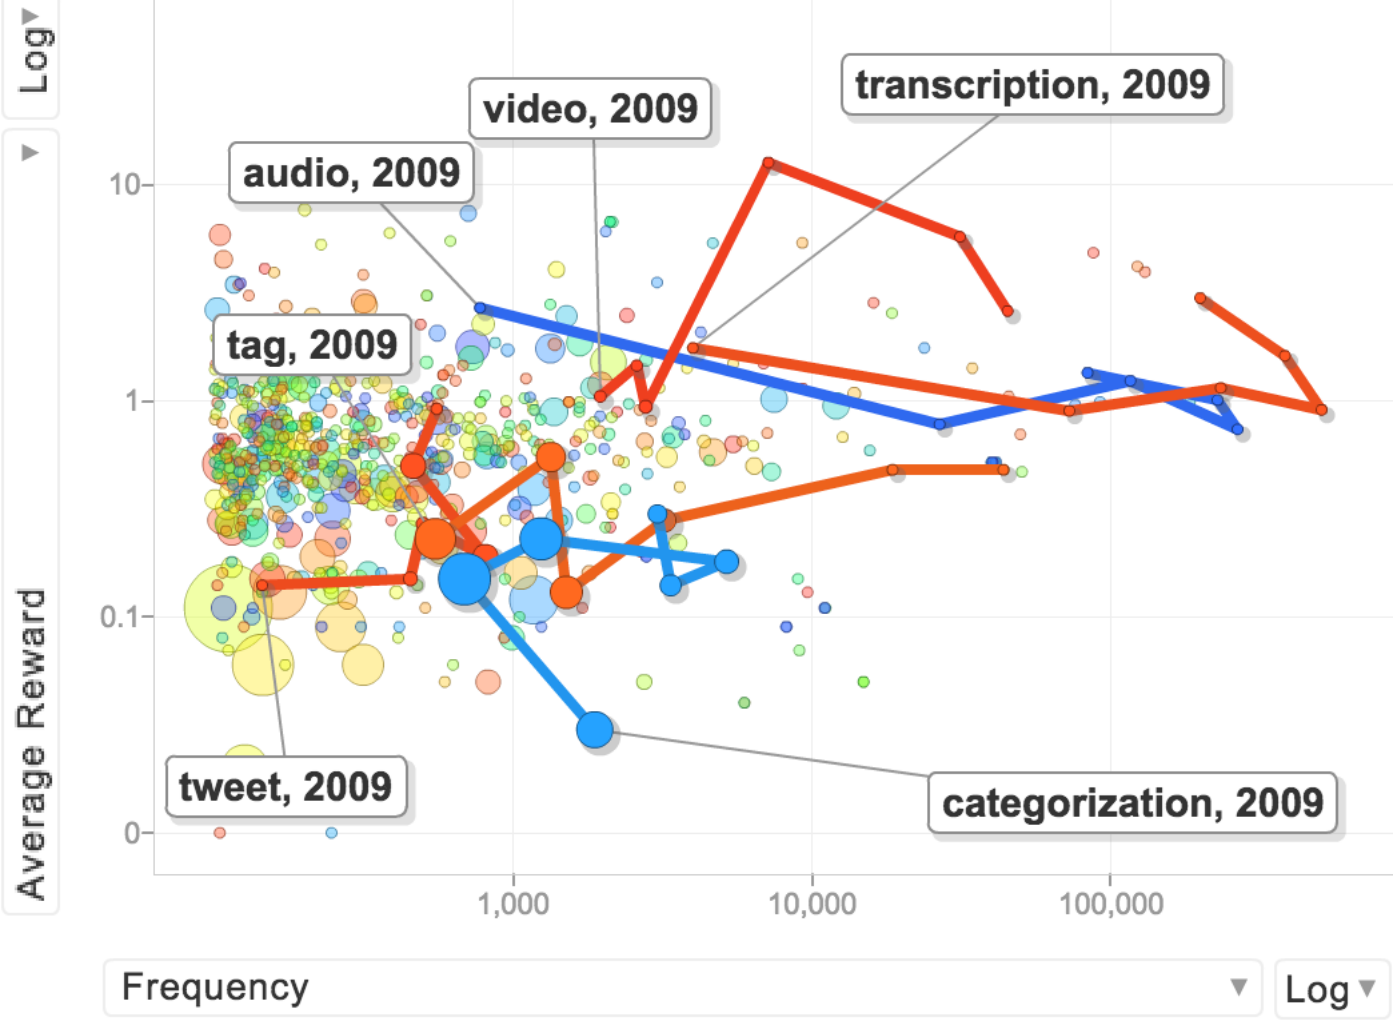 Log
transcription, 2009
video, 2009
audio, 2009
10
tag, 2009
1
0.1
Average Reward
tweet, 2009
categorization, 2009
0
1,000
10,000
100,000
Frequency
Log